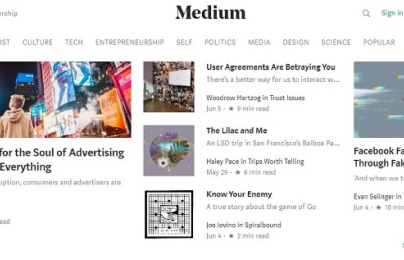 ership
Medium
Sign in
IST CULTURE TECH ENTREPRENEURSHIP SELF POLITICS MEDIA DESIGN SCIENCE POPULAR
for the Soul of Advertising
Everything
uption, consumers and advertisers are
ead
User Agreements Are Betraying You
There's a better way for us to interact w...
Woodrow Hartzog in Trust Issues
Jun 5 · ★ 9 min read
The Lilac and Me
An LSD trip in San Francisco's Balboa Pa...
Haley Pace in Trips Worth Telling
May 29 · ★ 6 min read
Know Your Enemy
A true story about the game of Go
Joe Iovino in Spiralbound
Jun 4 · ★ 2 min read
Facebook Fa
Through Fak
'And when we to
Evan Selinger in
Jun 4 · ★ 10 min